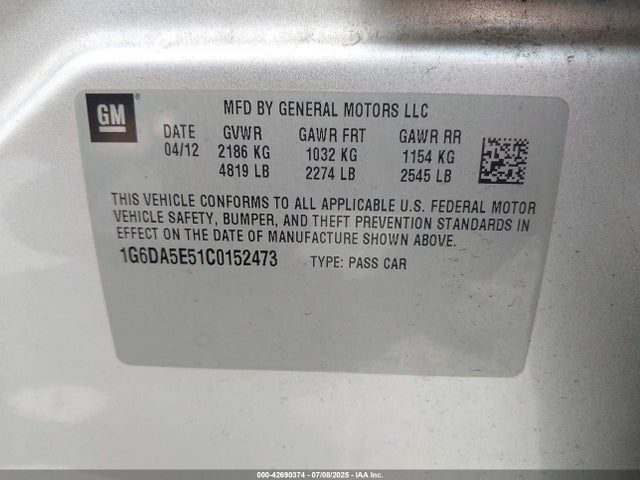 GM ®
MFD BY GENERAL MOTORS LLC
DATE GVWR GAWR FRT GAWR RR
04/12 2186 KG 1032 KG 1154 KG
4819 LB 2274 LB 2545 LB
THIS VEHICLE CONFORMS TO ALL APPLICABLE U.S. FEDERAL MOTOR
VEHICLE SAFETY, BUMPER, AND THEFT PREVENTION STANDARDS IN
EFFECT ON THE DATE OF MANUFACTURE SHOWN ABOVE.
1G6DA5E51C0152473 TYPE: PASS CAR
000-42690374 | 07/08/2025 - IAA, Inc.